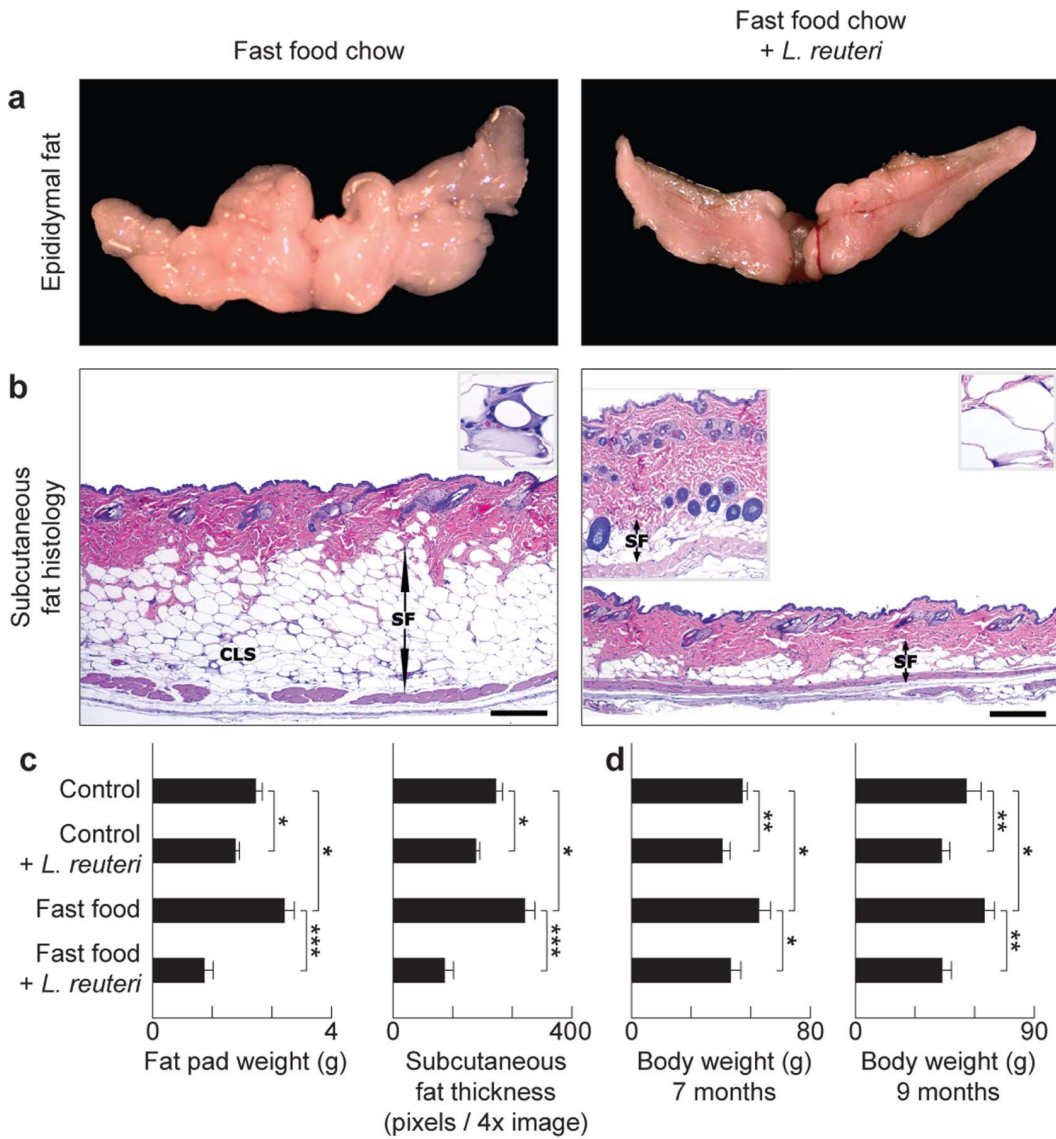 Fast food chow
Fast food chow
+ L. reuteri
a
Epididymal fat
b
Subcutaneous
fat histology
SF
CLS
SF
SF
c
d
Control
Control
+ L. reuteri
Fast food
Fast food
+ L. reuteri
*
*
***
*
*
***
**
*
*
**
*
**
0
4
0
400
0
80
0
90
Fat pad weight (g)
Subcutaneous
fat thickness
(pixels / 4x image)
Body weight (g)
7 months
Body weight (g)
9 months